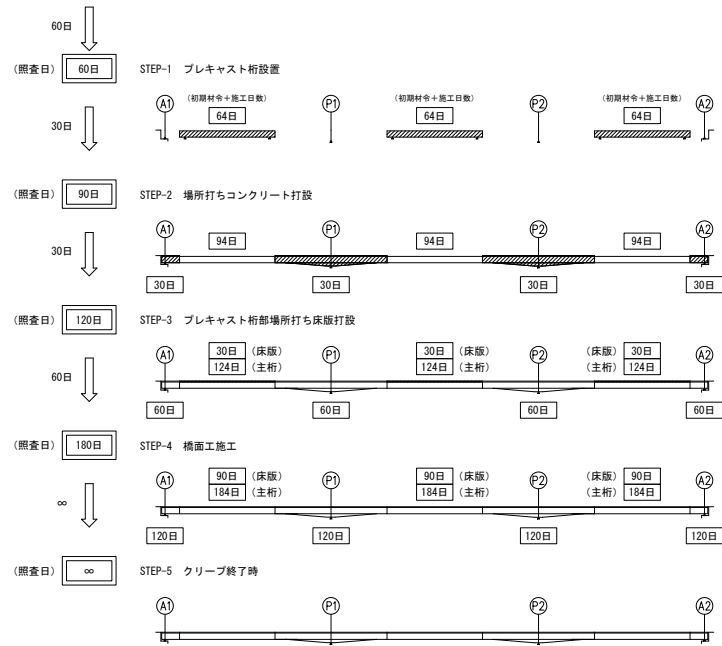 60日
(照査日) 60日 STEP-1 プレキャスト桁設置
(初期材令+施工日数) (初期材令+施工日数) (初期材令+施工日数)
A1 64日 P1 64日 P2 64日 A2
30日
(照査日) 90日 STEP-2 場所打ちコンクリート打設
A1 P1 P2 A2
94日 94日 94日
30日
30日 30日 30日 30日
(照査日) 120日 STEP-3 プレキャスト桁部場所打ち床版打設
A1 30日 (床版) P1 30日 (床版) P2 (床版) 30日 A2
124日 (主桁) 124日 (主桁) (主桁) 124日
60日
60日 60日 60日 60日
(照査日) 180日 STEP-4 橋面工施工
A1 90日 (床版) P1 90日 (床版) P2 (床版) 90日 A2
184日 (主桁) 184日 (主桁) (主桁) 184日
∞
120日 120日 120日 120日
(照査日) ∞ STEP-5 クリープ終了時
A1 P1 P2 A2